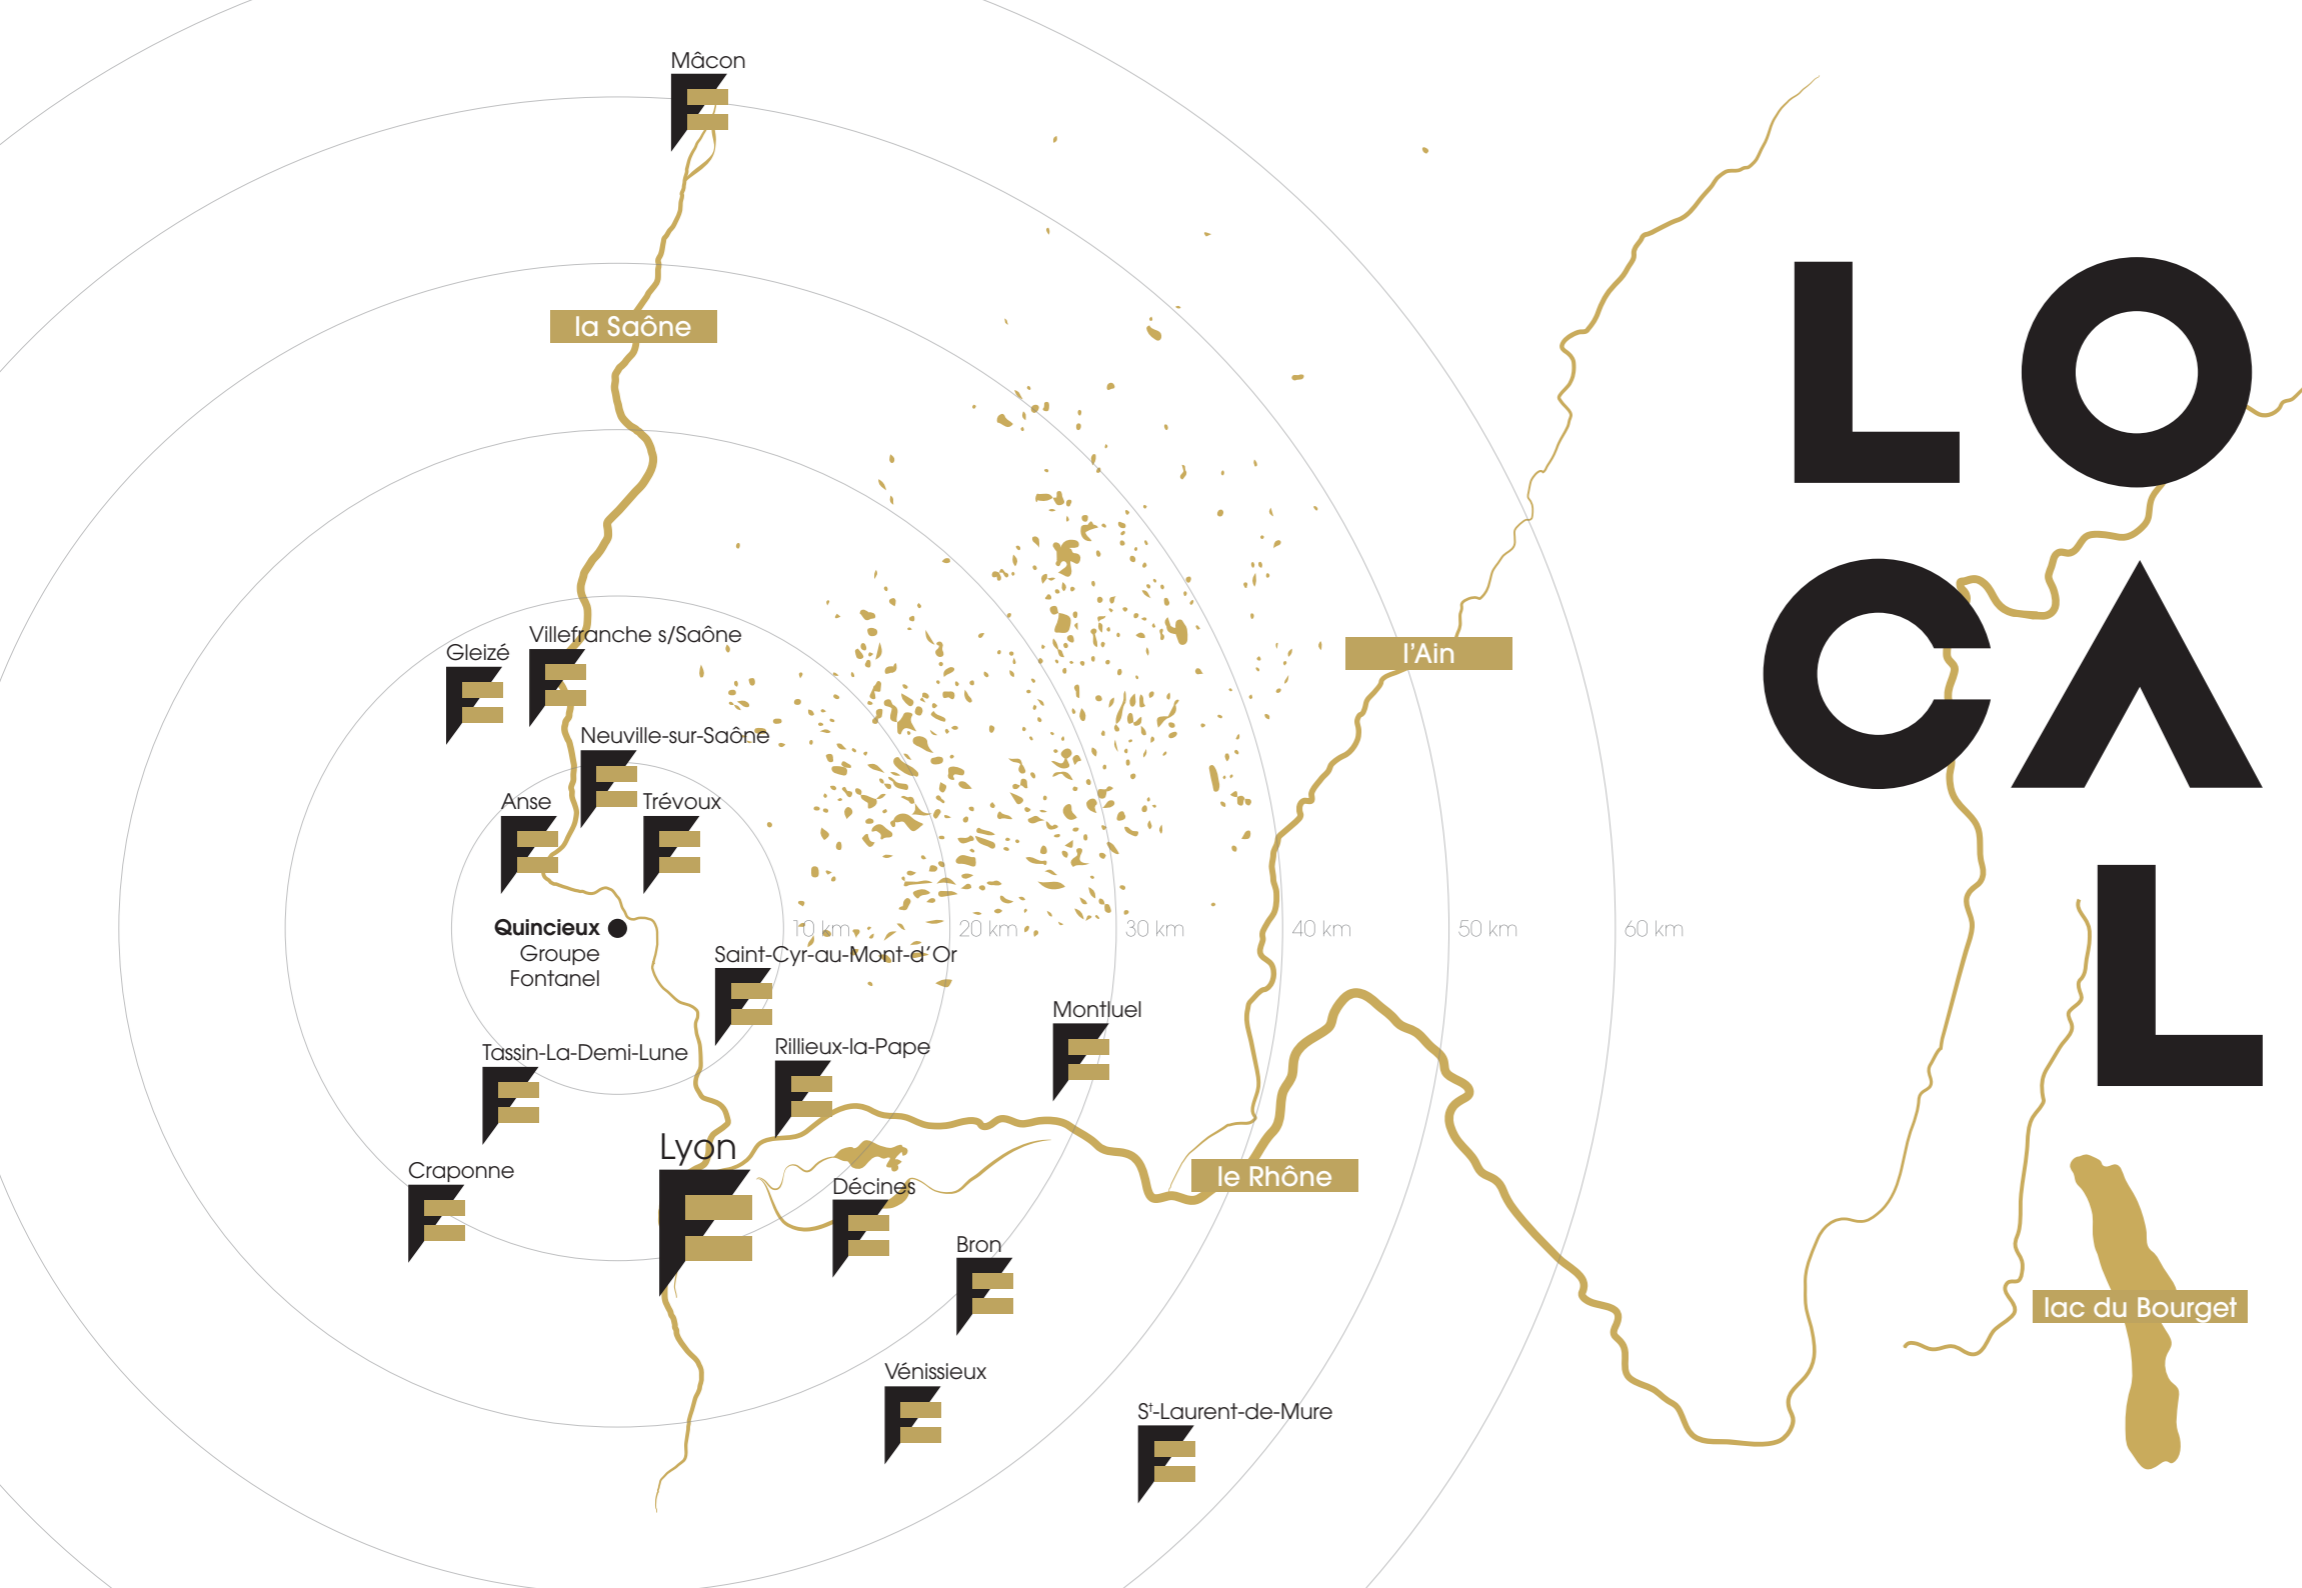 Mâcon
la Saône
LO
CAL
Villefranche s/Saône
Gleizé
l'Ain
Neuville-sur-Saône
Anse
Trévoux
Quincieux
Groupe
Fontanel
10 km
20 km
30 km
40 km
50 km
60 km
Saint-Cyr-au-Mont-d'Or
Montluel
Rillieux-la-Pape
Tassin-La-Demi-Lune
Lyon
Craponne
Décines
le Rhône
Bron
lac du Bourget
Vénissieux
St-Laurent-de-Mure